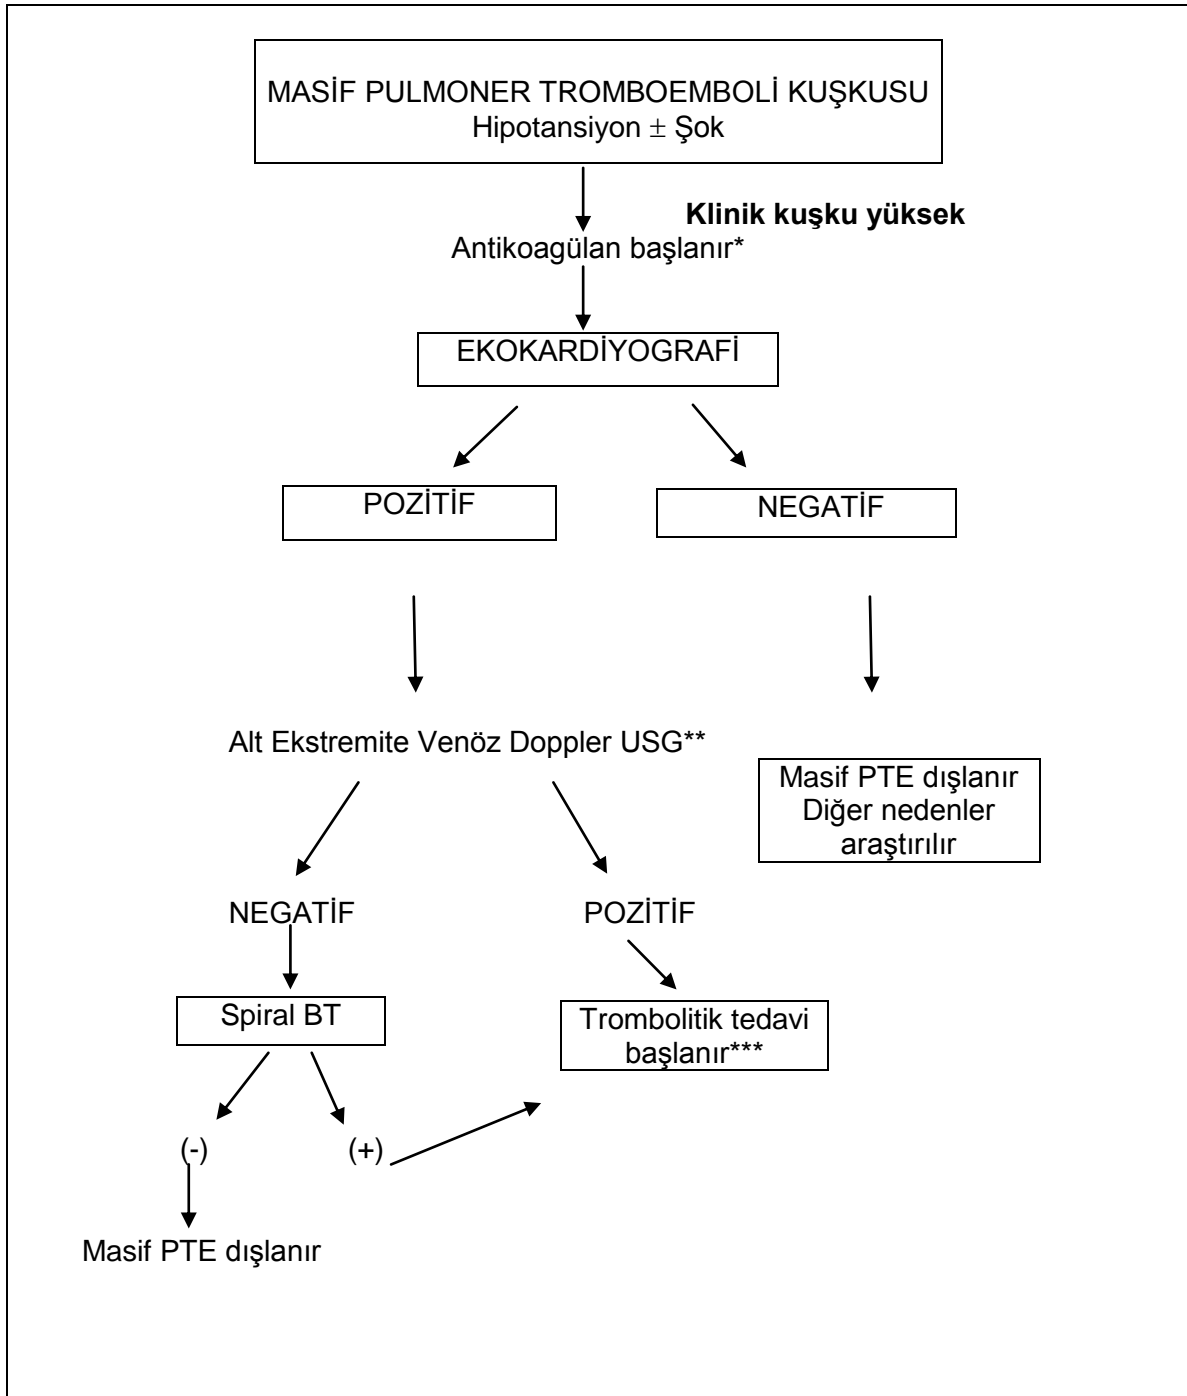 MASİF PULMONER TROMBOEMBOLİ KUŞKUSU
Hipotansiyon ± Şok
Klinik kuşku yüksek
Antikoagülan başlanır*
EKOKARDİYOGRAFİ
POZİTİF
NEGATİF
Alt Ekstremite Venöz Doppler USG**
Masif PTE dışlanır
Diğer nedenler
araştırılır
NEGATİF
POZİTİF
Spiral BT
Trombolitik tedavi
başlanır***
(-)
(+)
Masif PTE dışlanır